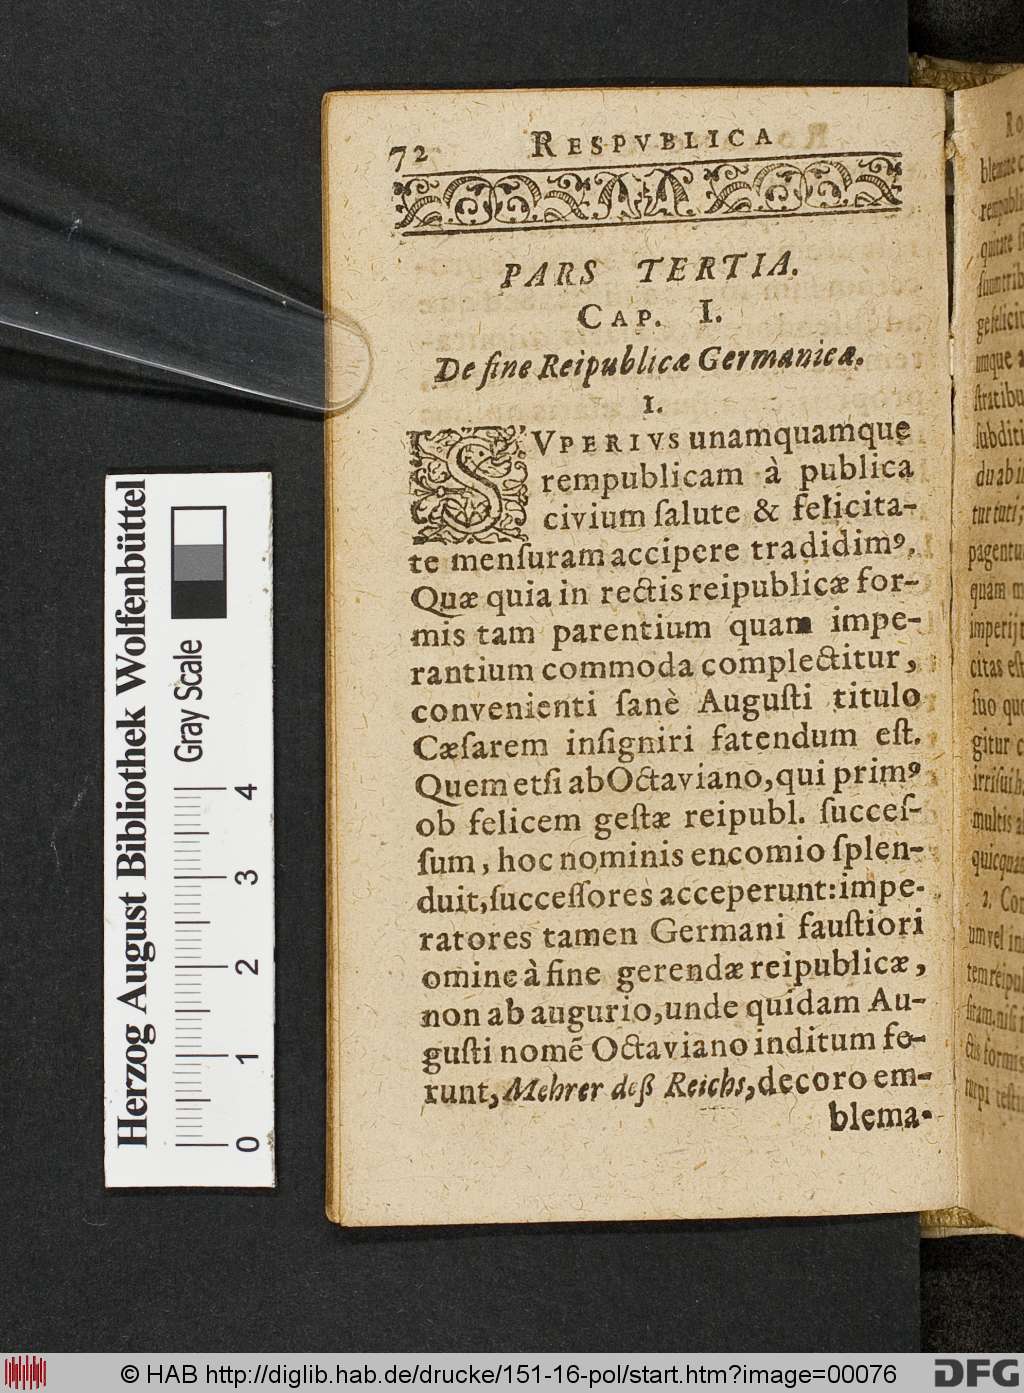 72 RESPVBLICA
PARS TERTIA.
CAP. I.
De fine Reipublicæ Germanicæ.
I.
SVPERIVS unamquamque
rempublicam à publica
civium ſalute & felicita-
te menſuram accipere tradidimꝰ.
Quæ quia in rectis reipublicæ for-
mis tam parentium quam impe-
rantium commoda complectitur,
convenienti ſanè Auguſti titulo
Cæſarem inſigniri fatendum eſt.
Quem etſi ab Octaviano, qui primꝰ
ob felicem geſtæ reipubl. ſucceſ-
ſum, hoc nominis encomio ſplen-
duit, ſucceſſores acceperunt: impe-
ratores tamen Germani fauſtiori
omine à fine gerendæ reipublicæ,
non ab augurio, unde quidam Au-
guſti nomẽ Octaviano inditum fe-
runt, Mehrer deß Reichs, decoro em-
blema-
2. Con
Herzog August Bibliothek Wolfenbüttel
Gray Scale
0 1 2 3 4
© HAB http://diglib.hab.de/drucke/151-16-pol/start.htm?image=00076
DFG